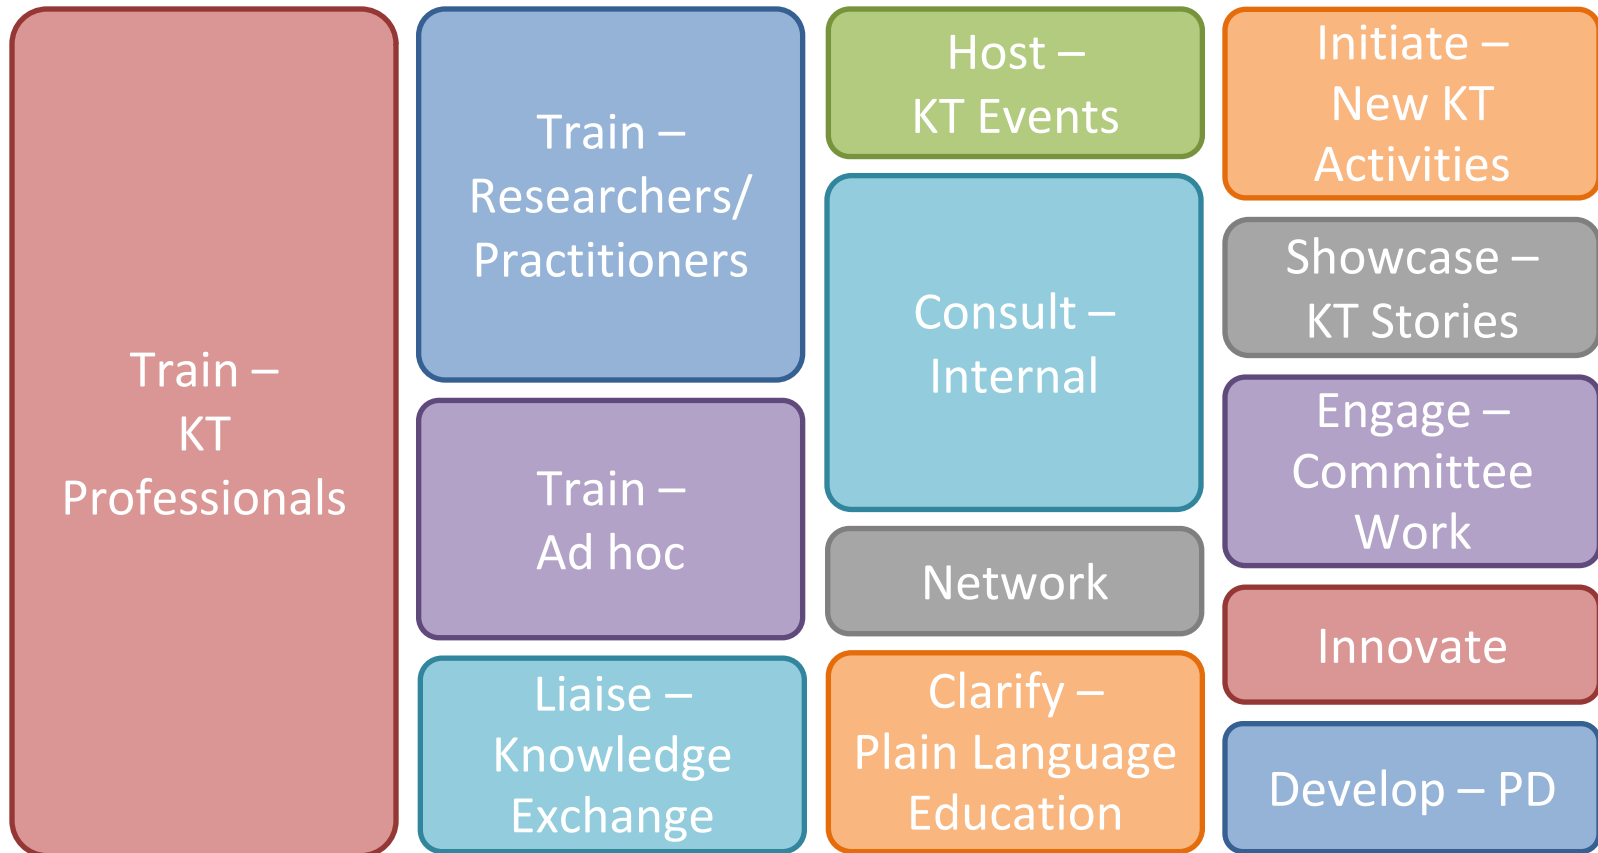 Train –
KT
Professionals
Train –
Researchers/
Practitioners
Train –
Ad hoc
Liaise –
Knowledge
Exchange
Host –
KT Events
Consult –
Internal
Network
Clarify –
Plain Language
Education
Initiate –
New KT
Activities
Showcase –
KT Stories
Engage –
Committee
Work
Innovate
Develop – PD